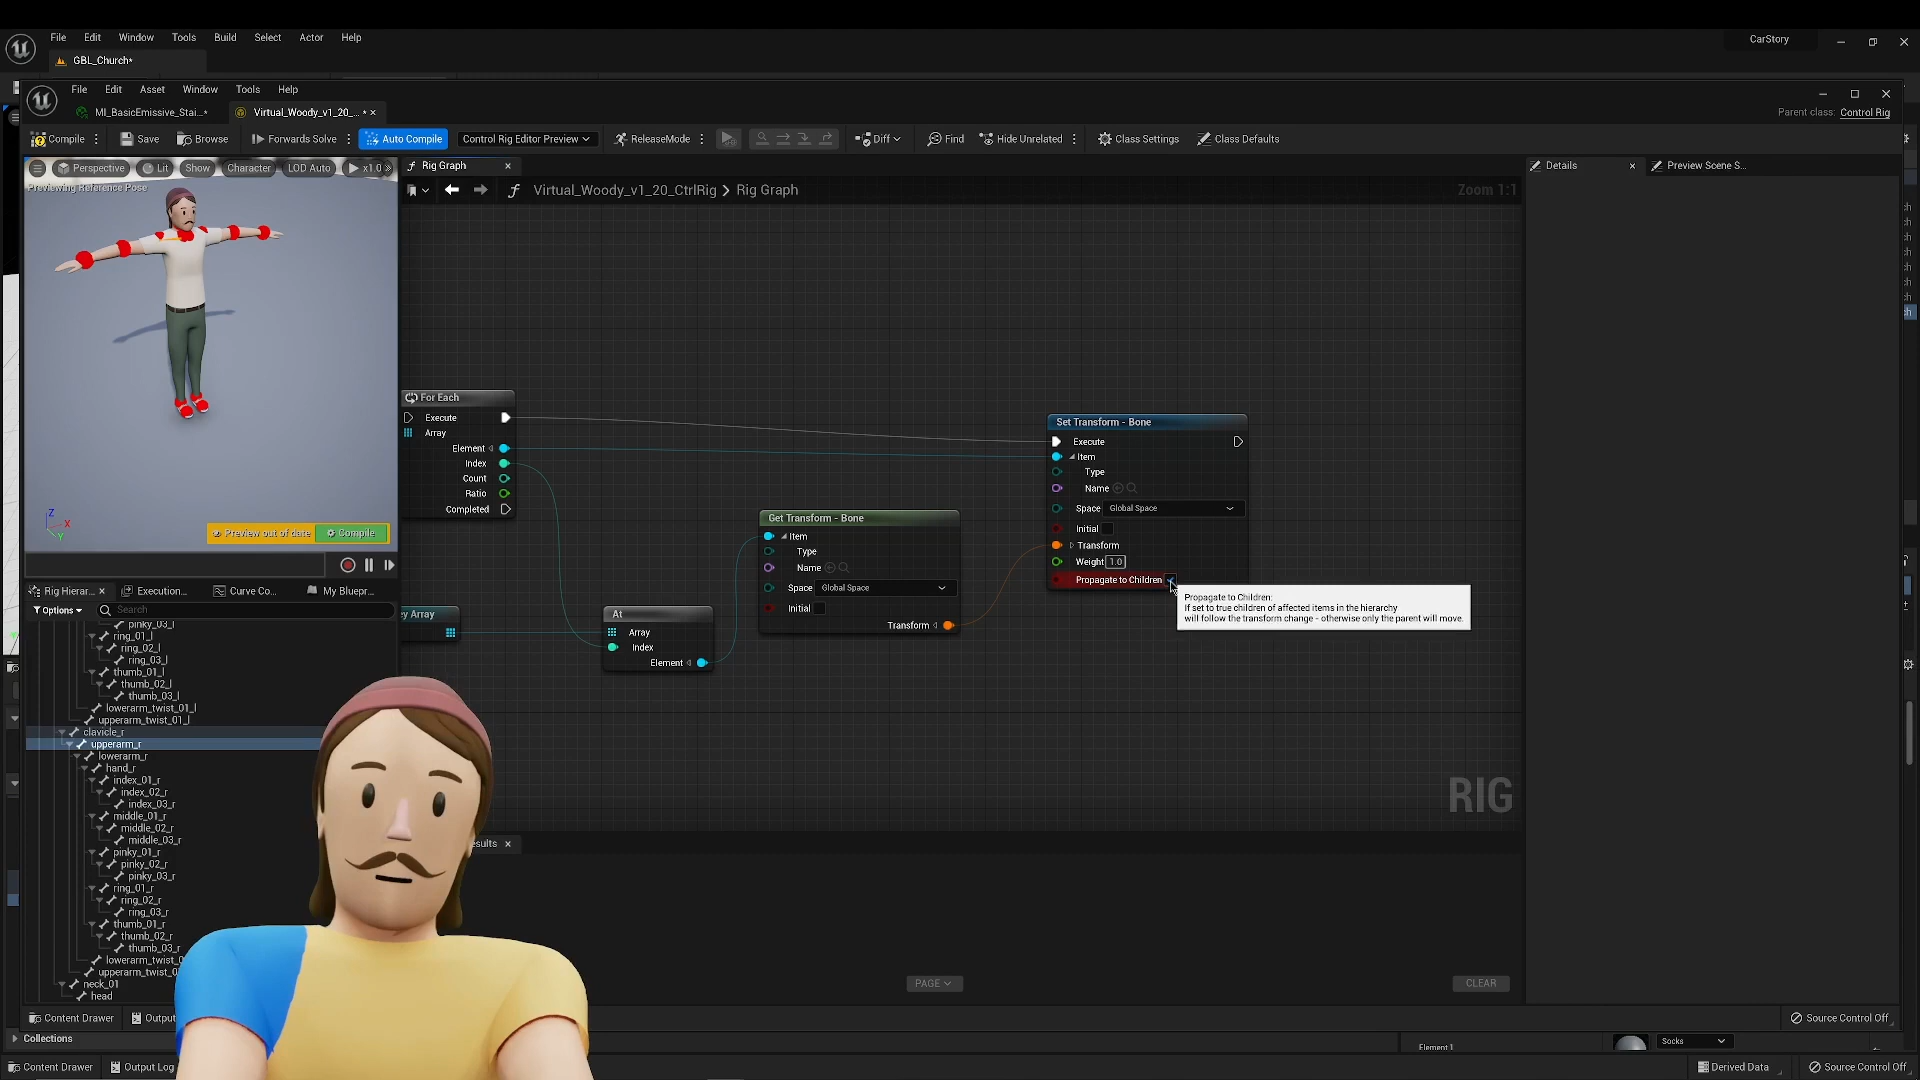 File Edit Window Tools Build Select Actor Help
CarStory
GBL_Church*
File Edit Asset Window Tools Help
MI_BasicEmissive_Stai...*
Virtual_Woody_v1_20_... *
Parent class: Control Rig
Compile Save Browse Forwards Solve Auto Compile Control Rig Editor Preview ReleaseMode Diff Find Hide Unrelated Class Settings Class Defaults
Perspective Lit Show Character LOD Auto x1.0
Previewing Reference Pose
Rig Graph
Virtual_Woody_v1_20_CtrlRig > Rig Graph
Zoom 1:1
Details
Preview Scene S...
For Each
Execute
Array
Element
Index
Count
Ratio
Completed
ey Array
At
Array
Index
Element
Get Transform - Bone
Item
Type
Name
Space Global Space
Initial
Transform
Set Transform - Bone
Execute
Item
Type
Name
Space Global Space
Initial
Transform
Weight 1.0
Propagate to Children
Propagate to Children:
If set to true children of affected items in the hierarchy
will follow the transform change - otherwise only the parent will move.
RIG
Z
X
Y
Preview out of date Compile
Rig Hierar... Execution... Curve Co... My Bluepr...
Options Search
pinky_03_l
ring_01_l
ring_02_l
ring_03_l
thumb_01_l
thumb_02_l
thumb_03_l
lowerarm_twist_01_l
upperarm_twist_01_l
clavicle_r
upperarm_r
lowerarm_r
hand_r
index_01_r
index_02_r
index_03_r
middle_01_r
middle_02_r
middle_03_r
pinky_01_r
pinky_02_r
pinky_03_r
ring_01_r
ring_02_r
ring_03_r
thumb_01_r
thumb_02_r
thumb_03_r
lowerarm_twist_0
upperarm_twist_0
neck_01
head
esults
PAGE
CLEAR
Content Drawer Output
Source Control Off
Collections
Element 1
Socks
Content Drawer Output Log
Derived Data
Source Control Off